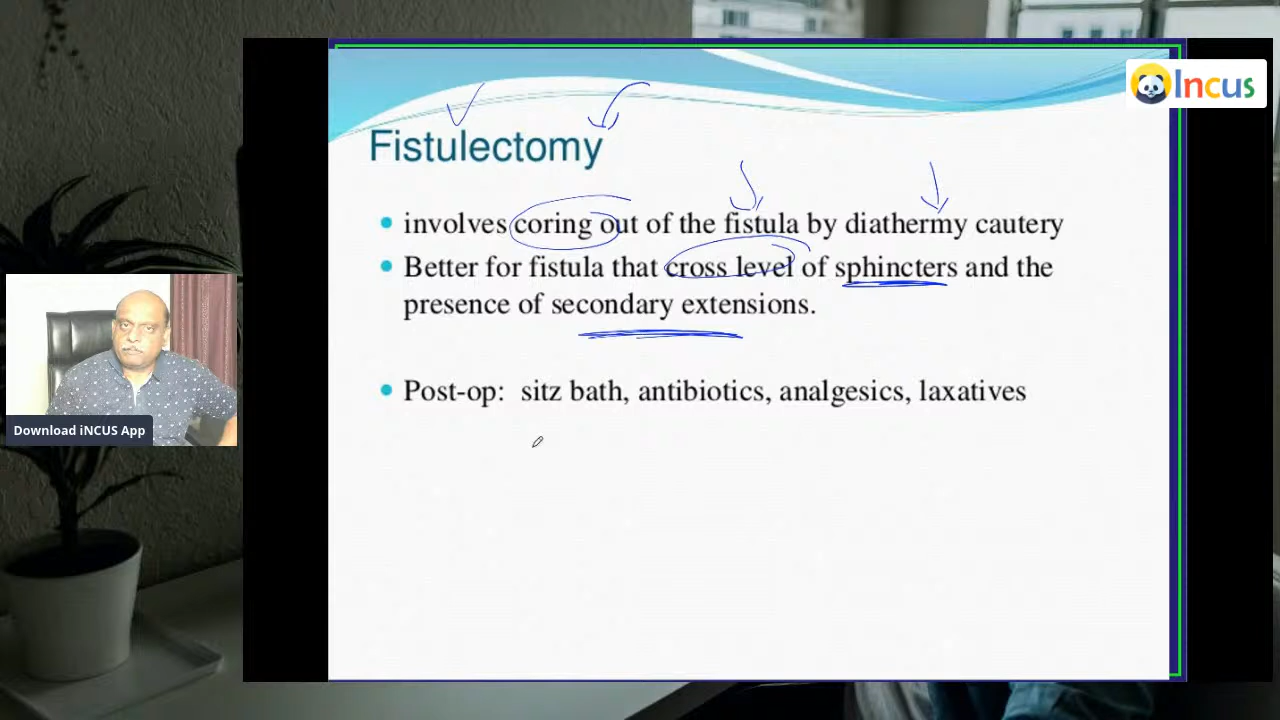 Incus
Fistulectomy
involves coring out of the fistula by diathermy cautery
Better for fistula that cross level of sphincters and the
presence of secondary extensions.
Post-op: sitz bath, antibiotics, analgesics, laxatives
Download iNCUS App